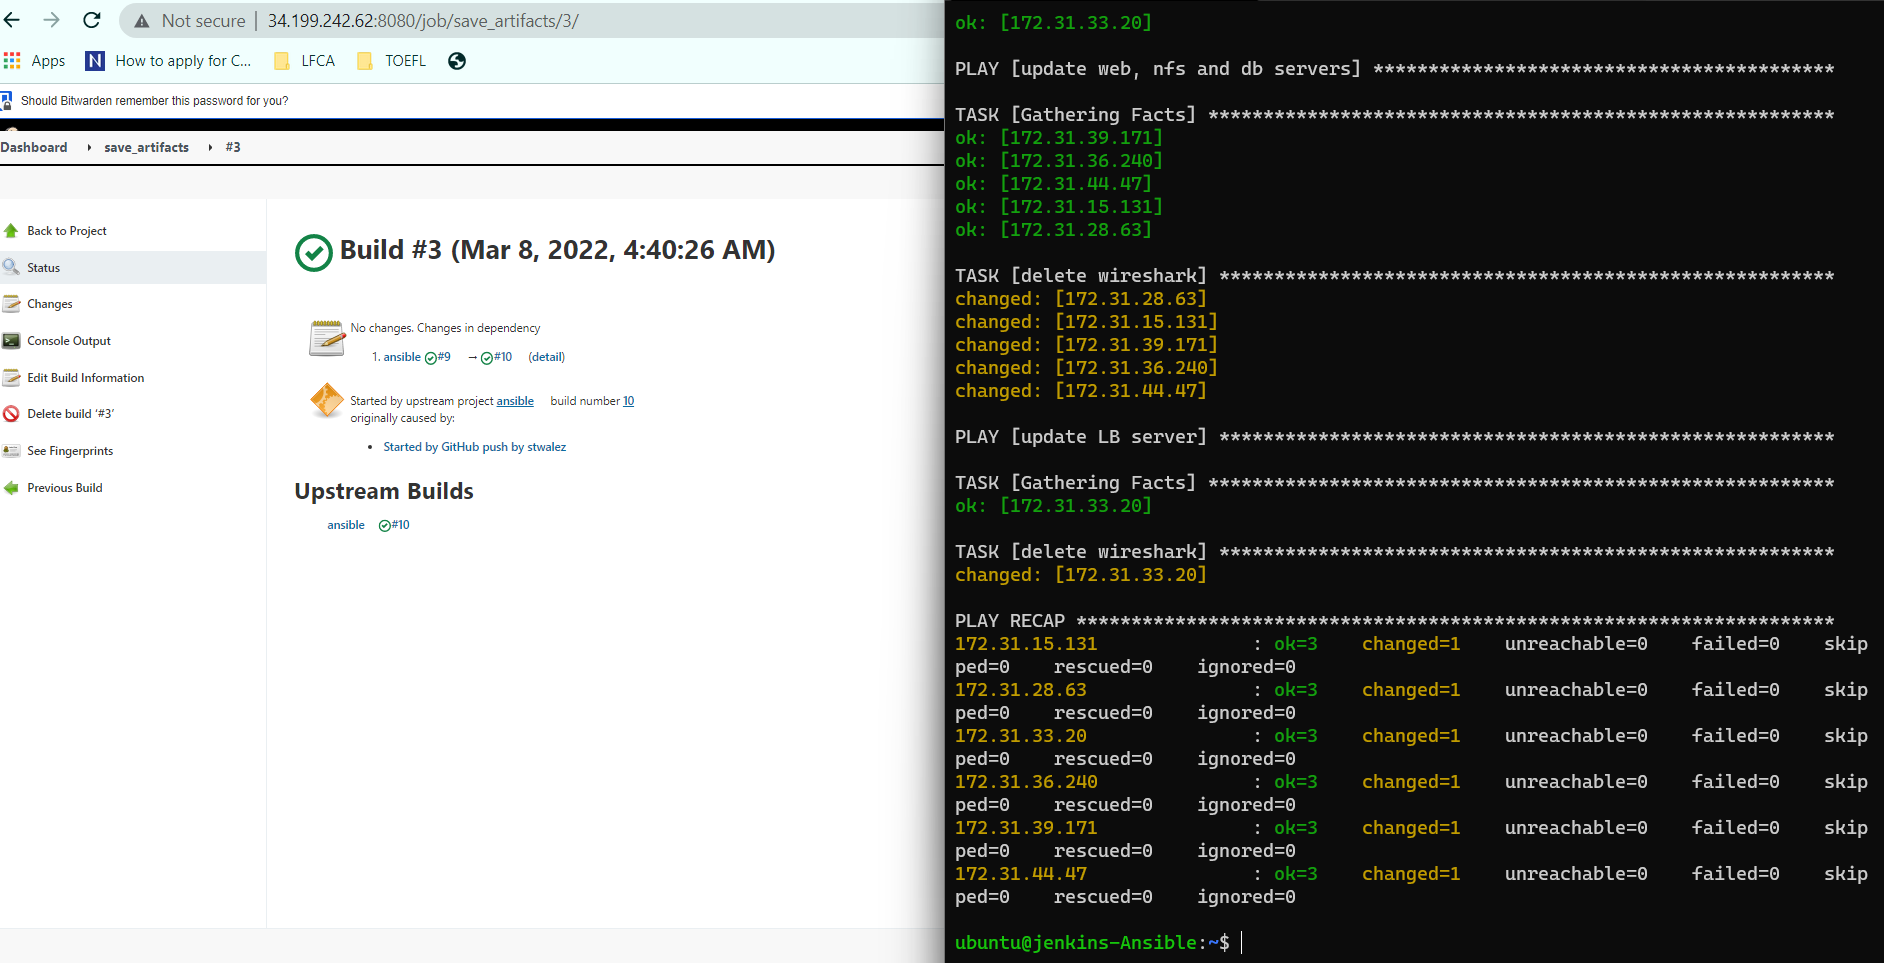 Not secure | 34.199.242.62:8080/job/save_artifacts/3/
Apps How to apply for C... LFCA TOEFL
Should Bitwarden remember this password for you?
Dashboard save_artifacts #3
Back to Project
Status
Changes
Console Output
Edit Build Information
Delete build ‘#3’
See Fingerprints
Previous Build
Build #3 (Mar 8, 2022, 4:40:26 AM)
No changes. Changes in dependency
1. ansible #9 → #10 (detail)
Started by upstream project ansible build number 10
originally caused by:
• Started by GitHub push by stwalez
Upstream Builds
ansible #10
ok: [172.31.33.20]
PLAY [update web, nfs and db servers] ******************************************
TASK [Gathering Facts] *********************************************************
ok: [172.31.39.171]
ok: [172.31.36.240]
ok: [172.31.44.47]
ok: [172.31.15.131]
ok: [172.31.28.63]
TASK [delete wireshark] ********************************************************
changed: [172.31.28.63]
changed: [172.31.15.131]
changed: [172.31.39.171]
changed: [172.31.36.240]
changed: [172.31.44.47]
PLAY [update LB server] ********************************************************
TASK [Gathering Facts] *********************************************************
ok: [172.31.33.20]
TASK [delete wireshark] ********************************************************
changed: [172.31.33.20]
PLAY RECAP *********************************************************************
172.31.15.131 : ok=3 changed=1 unreachable=0 failed=0 skip
ped=0 rescued=0 ignored=0
172.31.28.63 : ok=3 changed=1 unreachable=0 failed=0 skip
ped=0 rescued=0 ignored=0
172.31.33.20 : ok=3 changed=1 unreachable=0 failed=0 skip
ped=0 rescued=0 ignored=0
172.31.36.240 : ok=3 changed=1 unreachable=0 failed=0 skip
ped=0 rescued=0 ignored=0
172.31.39.171 : ok=3 changed=1 unreachable=0 failed=0 skip
ped=0 rescued=0 ignored=0
172.31.44.47 : ok=3 changed=1 unreachable=0 failed=0 skip
ped=0 rescued=0 ignored=0
ubuntu@jenkins-Ansible:~$